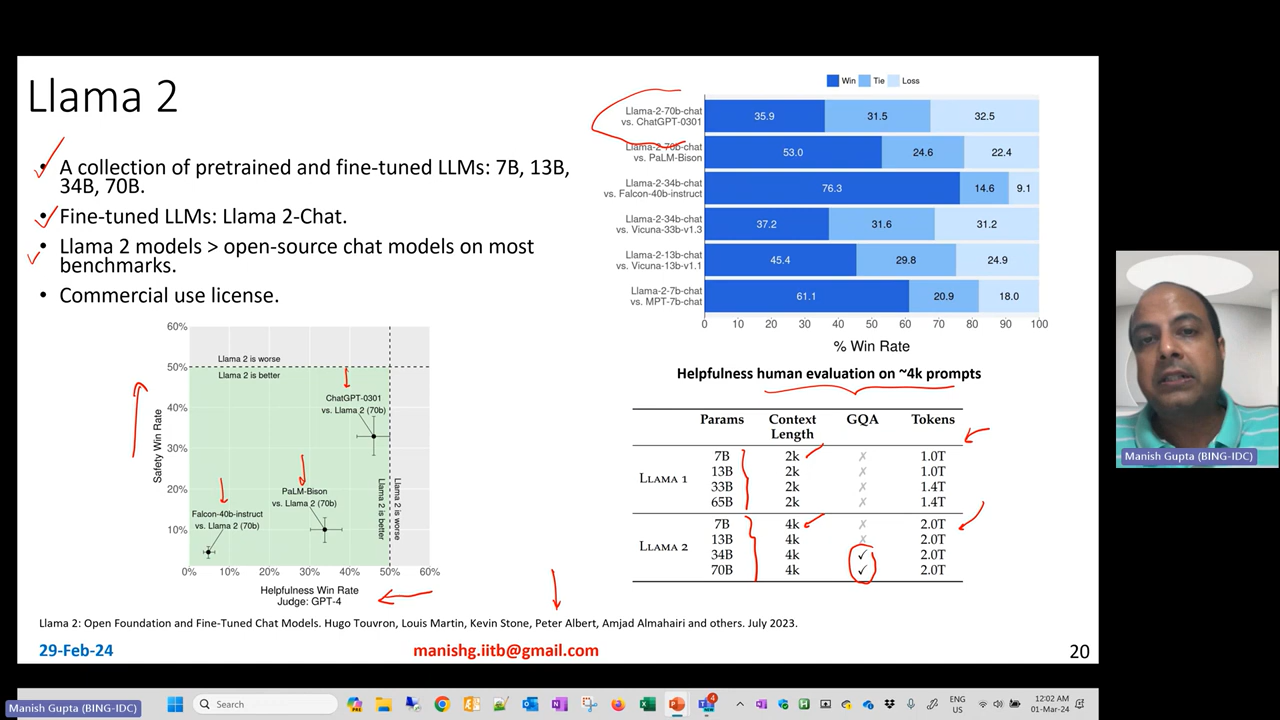 Llama 2
• A collection of pretrained and fine-tuned LLMs: 7B, 13B,
34B, 70B.
• Fine-tuned LLMs: Llama 2-Chat.
• Llama 2 models > open-source chat models on most
benchmarks.
• Commercial use license.
60%
50%
40%
30%
20%
10%
Safety Win Rate
Llama 2 is worse
Llama 2 is better
ChatGPT-0301
vs. Llama 2 (70b)
PaLM-Bison
vs. Llama 2 (70b)
Falcon-40b-instruct
vs. Llama 2 (70b)
Llama 2 is better
Llama 2 is worse
0% 10% 20% 30% 40% 50% 60%
Helpfulness Win Rate
Judge: GPT-4
Win Tie Loss
Llama-2-70b-chat
vs. ChatGPT-0301
35.9 31.5 32.5
Llama-2-70b-chat
vs. PaLM-Bison
53.0 24.6 22.4
Llama-2-34b-chat
vs. Falcon-40b-instruct
76.3 14.6 9.1
Llama-2-34b-chat
vs. Vicuna-33b-v1.3
37.2 31.6 31.2
Llama-2-13b-chat
vs. Vicuna-13b-v1.1
45.4 29.8 24.9
Llama-2-7b-chat
vs. MPT-7b-chat
61.1 20.9 18.0
0 10 20 30 40 50 60 70 80 90 100
% Win Rate
Helpfulness human evaluation on ~4k prompts
Params Context Length GQA Tokens
LLAMA 1
7B 2k ✗ 1.0T
13B 2k ✗ 1.0T
33B 2k ✗ 1.4T
65B 2k ✗ 1.4T
LLAMA 2
7B 4k ✗ 2.0T
13B 4k ✗ 2.0T
34B 4k ✓ 2.0T
70B 4k ✓ 2.0T
Llama 2: Open Foundation and Fine-Tuned Chat Models. Hugo Touvron, Louis Martin, Kevin Stone, Peter Albert, Amjad Almahairi and others. July 2023.
29-Feb-24 manishg.iitb@gmail.com 20
Manish Gupta (BING-IDC)
Manish Gupta (BING-IDC)
Search
4
ENG
US
12:02 AM
01-Mar-24